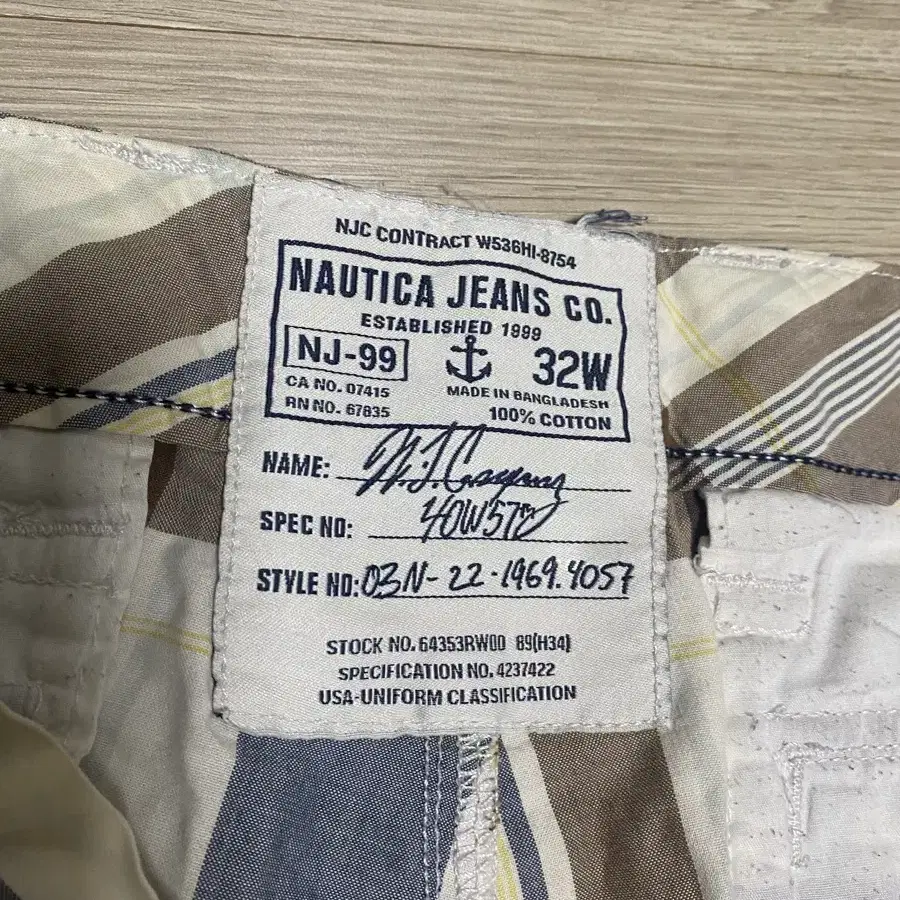 NJC CONTRACT W536HI-8754
NAUTICA JEANS CO.
ESTABLISHED 1999
NJ-99 32W
CA NO. 07415 MADE IN BANGLADESH
RN NO. 67835 100% COTTON
NAME:
SPEC NO: 40W57
STYLE NO: 03N-22-1969.4057
STOCK NO. 64353RW00 89(H34)
SPECIFICATION NO. 4237422
USA-UNIFORM CLASSIFICATION